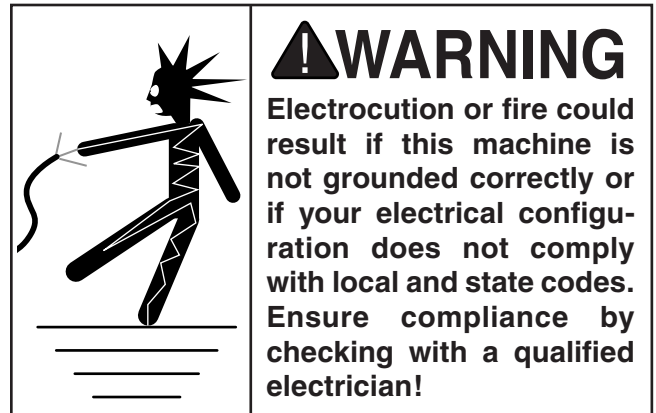 WARNING
Electrocution or fire could
result if this machine is
not grounded correctly or
if your electrical configu-
ration does not comply
with local and state codes.
Ensure compliance by
checking with a qualified
electrician!